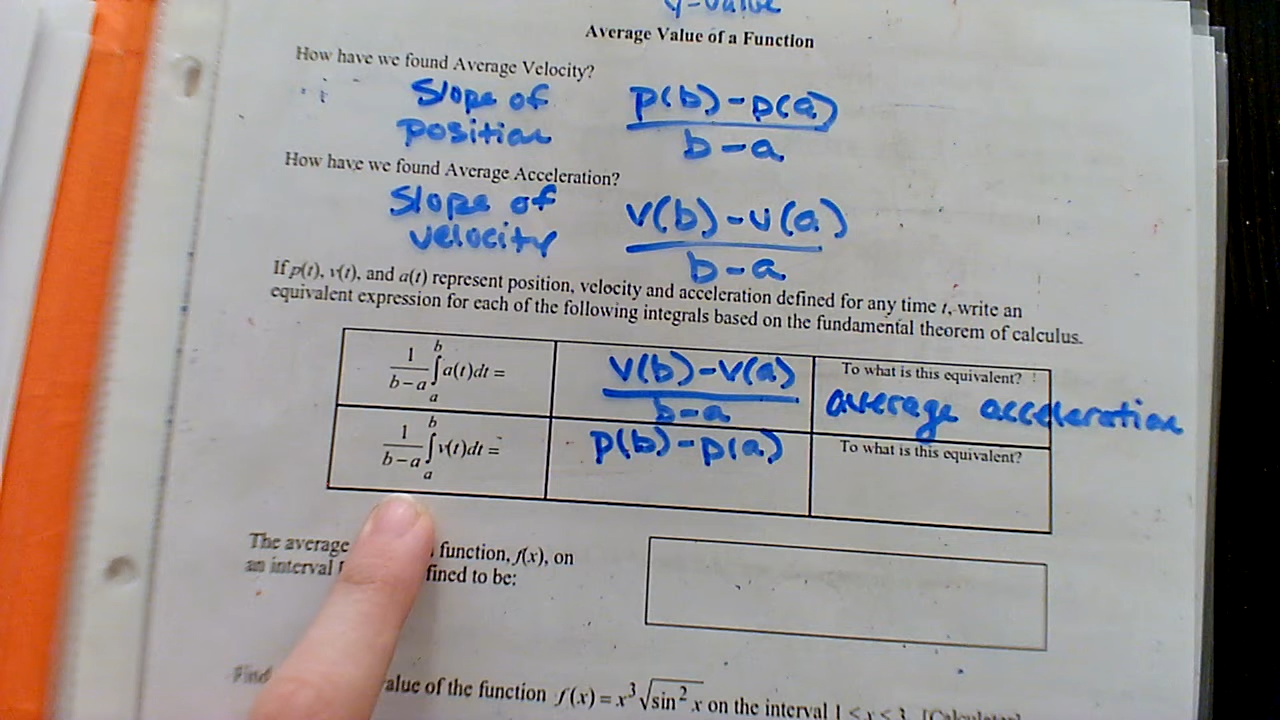 y-value
Average Value of a Function
How have we found Average Velocity?
Slope of p(b)-p(a)
position b-a
How have we found Average Acceleration?
Slope of v(b)-v(a)
velocity b-a
If p(t), v(t), and a(t) represent position, velocity and acceleration defined for any time t, write an
equivalent expression for each of the following integrals based on the fundamental theorem of calculus.
1/(b-a) ∫_a^b a(t)dt = v(b)-v(a) To what is this equivalent?
b-a average acceleration
1/(b-a) ∫_a^b v(t)dt = p(b)-p(a) To what is this equivalent?
The average function, f(x), on
an interval fined to be:
Find alue of the function f(x) = x³√sin² x on the interval 1 ≤ x ≤ 3. [Calculator]